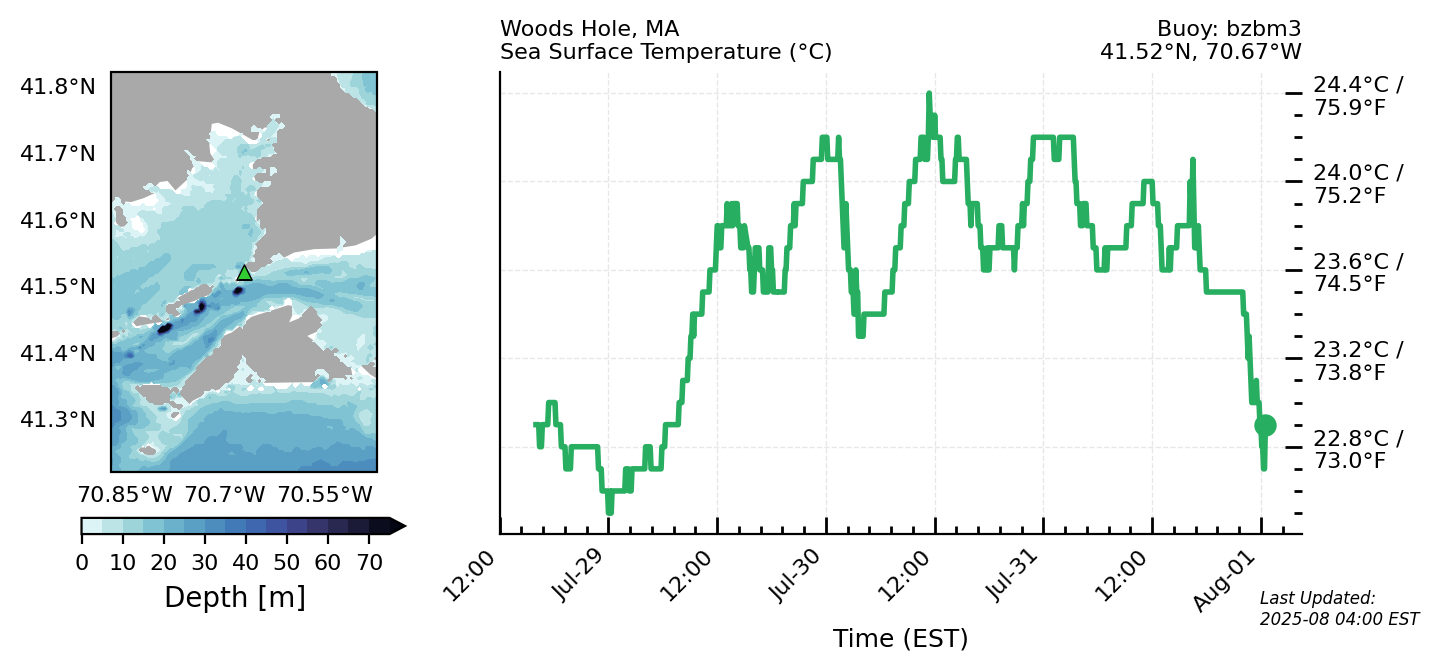 Woods Hole, MA
Sea Surface Temperature (°C)
Buoy: bzbm3
41.52°N, 70.67°W
41.8°N
41.7°N
41.6°N
41.5°N
41.4°N
41.3°N
70.85°W 70.7°W 70.55°W
0 10 20 30 40 50 60 70
Depth [m]
24.4°C /
75.9°F
24.0°C /
75.2°F
23.6°C /
74.5°F
23.2°C /
73.8°F
22.8°C /
73.0°F
12:00 Jul-29 12:00 Jul-30 12:00 Jul-31 12:00 Aug-01
Time (EST)
Last Updated:
2025-08 04:00 EST